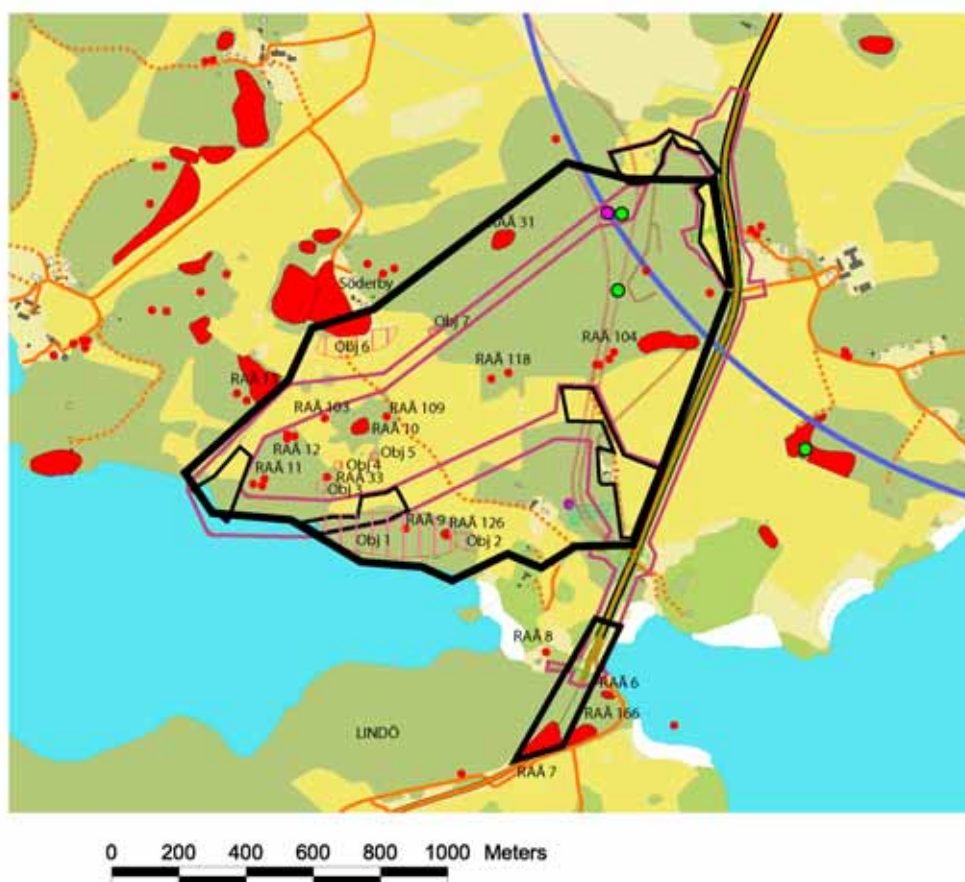 RAÄ 31
Söderby
Obj 7
Obj 6
RAÄ 104
RAÄ 118
RAÄ 13
RAÄ 103
RAÄ 109
RAÄ 10
RAÄ 12
Obj 5
Obj 4
RAÄ 11
RAÄ 33
Obj 3
RAÄ 9
RAÄ 126
Obj 1
Obj 2
RAÄ 8
RAÄ 6
RAÄ 166
LINDÖ
RAÄ 7
0 200 400 600 800 1000 Meters